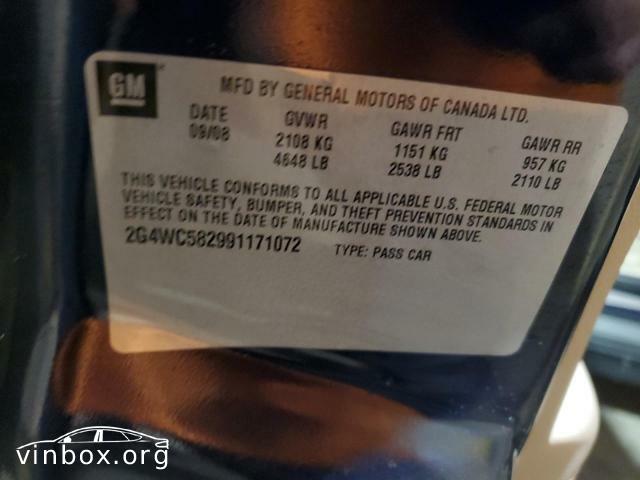 GM
MFD BY GENERAL MOTORS OF CANADA LTD.
DATE GVWR GAWR FRT GAWR RR
09/08 2108 KG 1151 KG 957 KG
4648 LB 2538 LB 2110 LB
THIS VEHICLE CONFORMS TO ALL APPLICABLE U.S. FEDERAL MOTOR
VEHICLE SAFETY, BUMPER, AND THEFT PREVENTION STANDARDS IN
EFFECT ON THE DATE OF MANUFACTURE SHOWN ABOVE.
2G4WC582991171072 TYPE: PASS CAR
vinbox.org